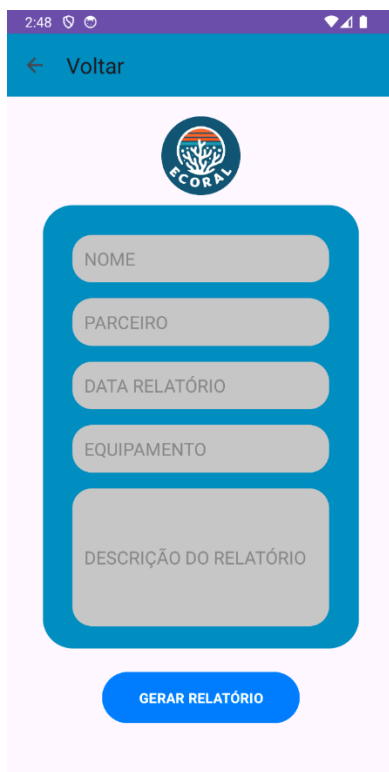 2:48
Voltar
ECORAL
NOME
PARCEIRO
DATA RELATÓRIO
EQUIPAMENTO
DESCRIÇÃO DO RELATÓRIO
GERAR RELATÓRIO